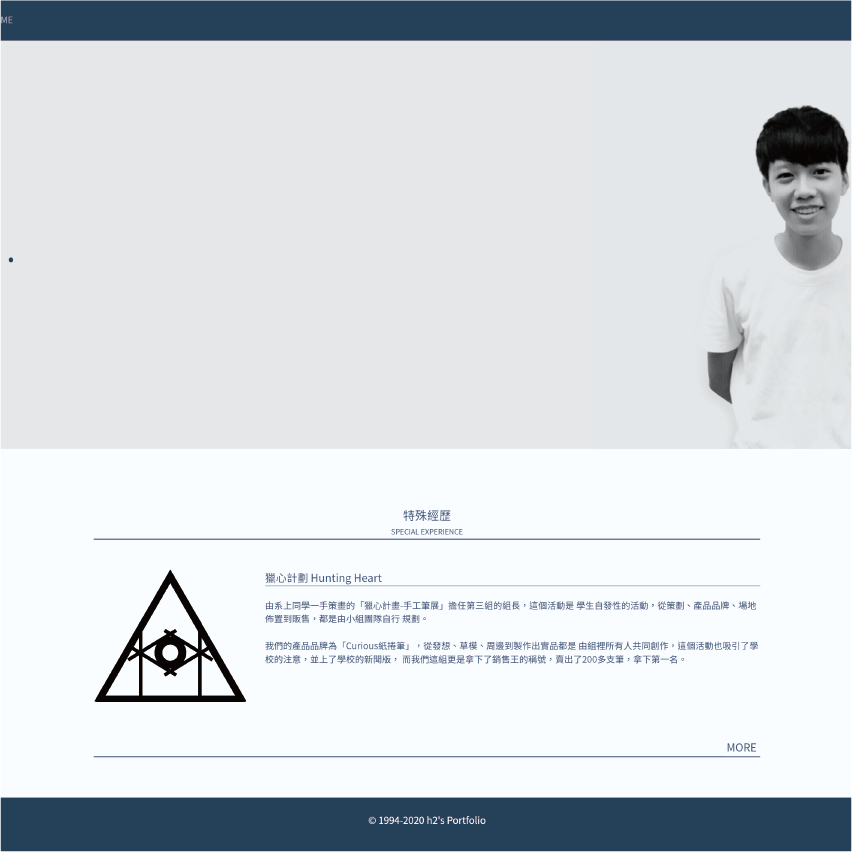 ME
特殊經歷
SPECIAL EXPERIENCE
獵心計劃 Hunting Heart
由系上同學一手策畫的「獵心計畫-手工筆展」擔任第三組的組長，這個活動是 學生自發性的活動，從策劃、產品品牌、場地
佈置到販售，都是由小組團隊自行 規劃。
我們的產品品牌為「Curious紙捲筆」，從發想、草模、周邊到製作出實品都是 由組裡所有人共同創作，這個活動也吸引了學
校的注意，並上了學校的新聞版， 而我們這組更是拿下了銷售王的稱號，賣出了200多支筆，拿下第一名。
MORE
© 1994-2020 h2's Portfolio